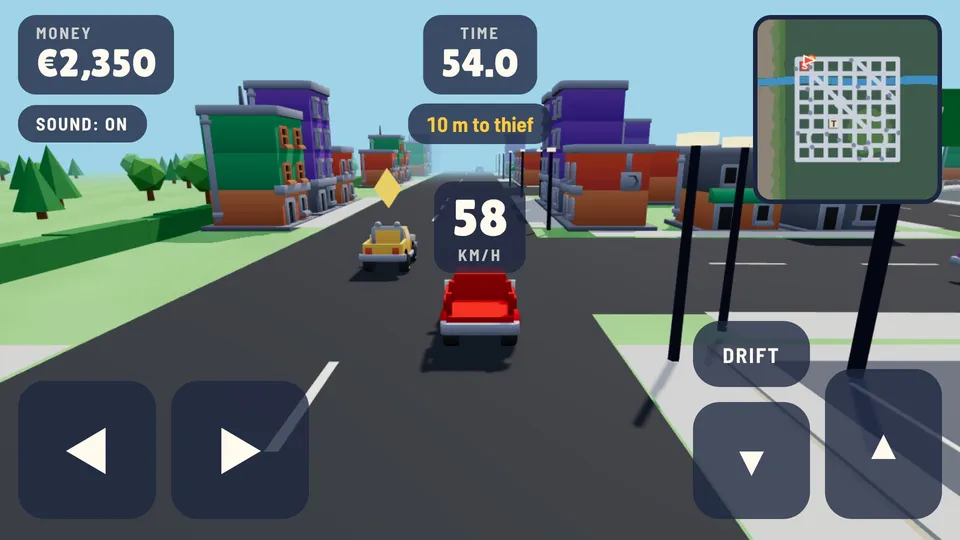 MONEY
€2,350
SOUND: ON
TIME
54.0
10 m to thief
58
KM/H
S
T
DRIFT